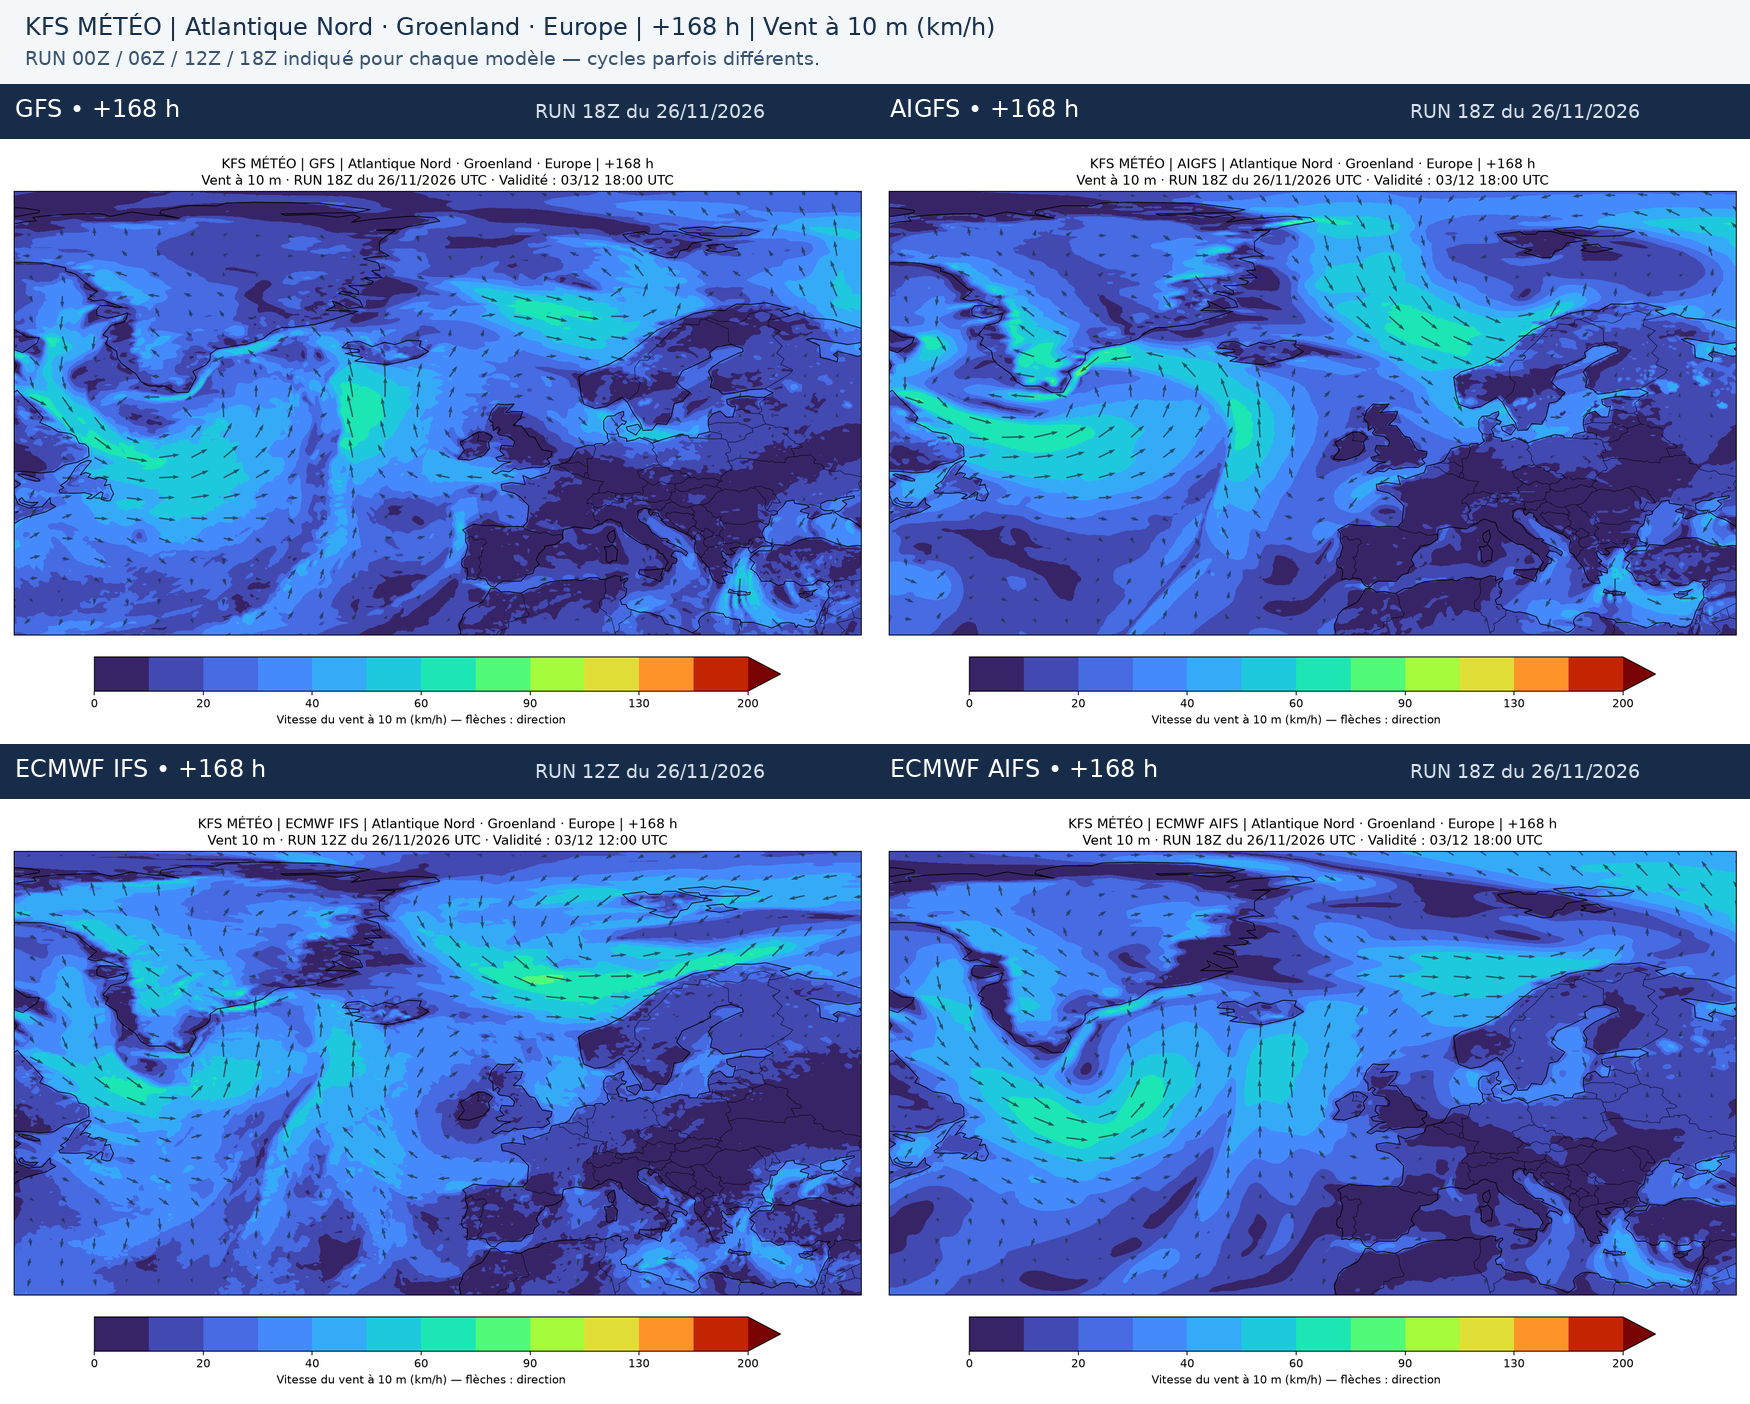 KFS MÉTÉO | Atlantique Nord · Groenland · Europe | +168 h | Vent à 10 m (km/h)
RUN 00Z / 06Z / 12Z / 18Z indiqué pour chaque modèle — cycles parfois différents.
GFS • +168 h
RUN 18Z du 26/11/2026
KFS MÉTÉO | GFS | Atlantique Nord · Groenland · Europe | +168 h
Vent à 10 m · RUN 18Z du 26/11/2026 UTC · Validité : 03/12 18:00 UTC
0 20 40 60 90 130 200
Vitesse du vent à 10 m (km/h) — flèches : direction
AIGFS • +168 h
RUN 18Z du 26/11/2026
KFS MÉTÉO | AIGFS | Atlantique Nord · Groenland · Europe | +168 h
Vent à 10 m · RUN 18Z du 26/11/2026 UTC · Validité : 03/12 18:00 UTC
0 20 40 60 90 130 200
Vitesse du vent à 10 m (km/h) — flèches : direction
ECMWF IFS • +168 h
RUN 12Z du 26/11/2026
KFS MÉTÉO | ECMWF IFS | Atlantique Nord · Groenland · Europe | +168 h
Vent 10 m · RUN 12Z du 26/11/2026 UTC · Validité : 03/12 12:00 UTC
0 20 40 60 90 130 200
Vitesse du vent à 10 m (km/h) — flèches : direction
ECMWF AIFS • +168 h
RUN 18Z du 26/11/2026
KFS MÉTÉO | ECMWF AIFS | Atlantique Nord · Groenland · Europe | +168 h
Vent 10 m · RUN 18Z du 26/11/2026 UTC · Validité : 03/12 18:00 UTC
0 20 40 60 90 130 200
Vitesse du vent à 10 m (km/h) — flèches : direction